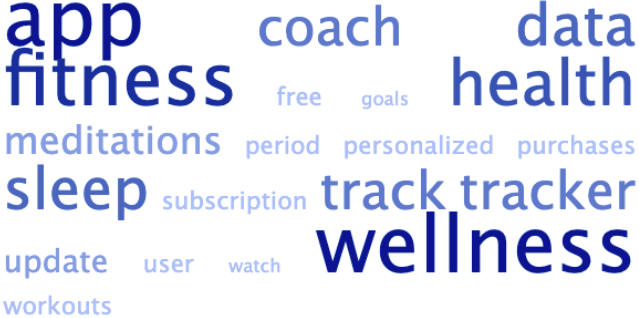 app coach data
fitness free goals health
meditations period personalized purchases
sleep subscription track tracker
update user watch wellness
workouts